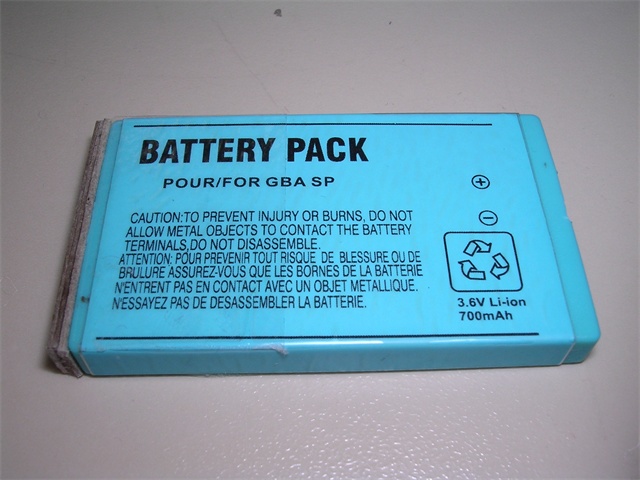 BATTERY PACK
POUR/FOR GBA SP
CAUTION:TO PREVENT INJURY OR BURNS, DO NOT
ALLOW METAL OBJECTS TO CONTACT THE BATTERY
TERMINALS,DO NOT DISASSEMBLE.
ATTENTION: POUR PREVENIR TOUT RISQUE DE BLESSURE OU DE
BRULURE ASSUREZ-VOUS QUE LES BORNES DE LA BATTERIE
N'ENTRENT PAS EN CONTACT AVEC UN OBJET METALLIQUE.
N'ESSAYEZ PAS DE DESASSEMBLER LA BATTERIE.
+
−
3.6V Li-ion
700mAh